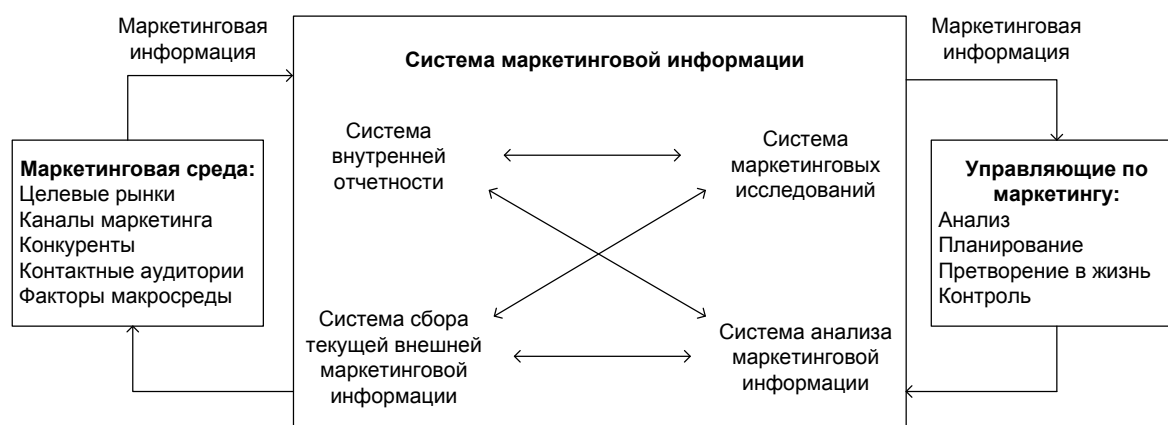 Маркетинговая
информация
Маркетинговая среда:
Целевые рынки
Каналы маркетинга
Конкуренты
Контактные аудитории
Факторы макросреды
Система маркетинговой информации
Система
внутренней
отчетности
Система
маркетинговых
исследований
Система сбора
текущей внешней
маркетинговой
информации
Система анализа
маркетинговой
информации
Маркетинговая
информация
Управляющие по
маркетингу:
Анализ
Планирование
Претворение в жизнь
Контроль